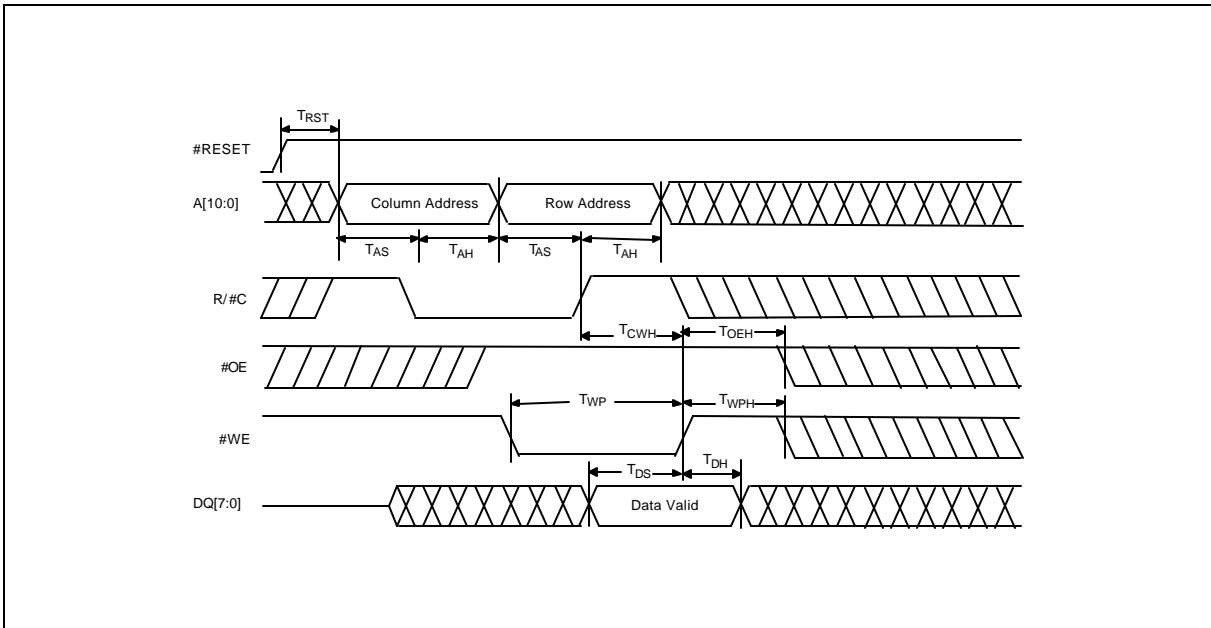 TRST
#RESET
A[10:0]
Column Address
Row Address
TAS
TAH
TAS
TAH
R/#C
TCWH
TOEH
#OE
TWP
TWPH
#WE
TDS
TDH
DQ[7:0]
Data Valid